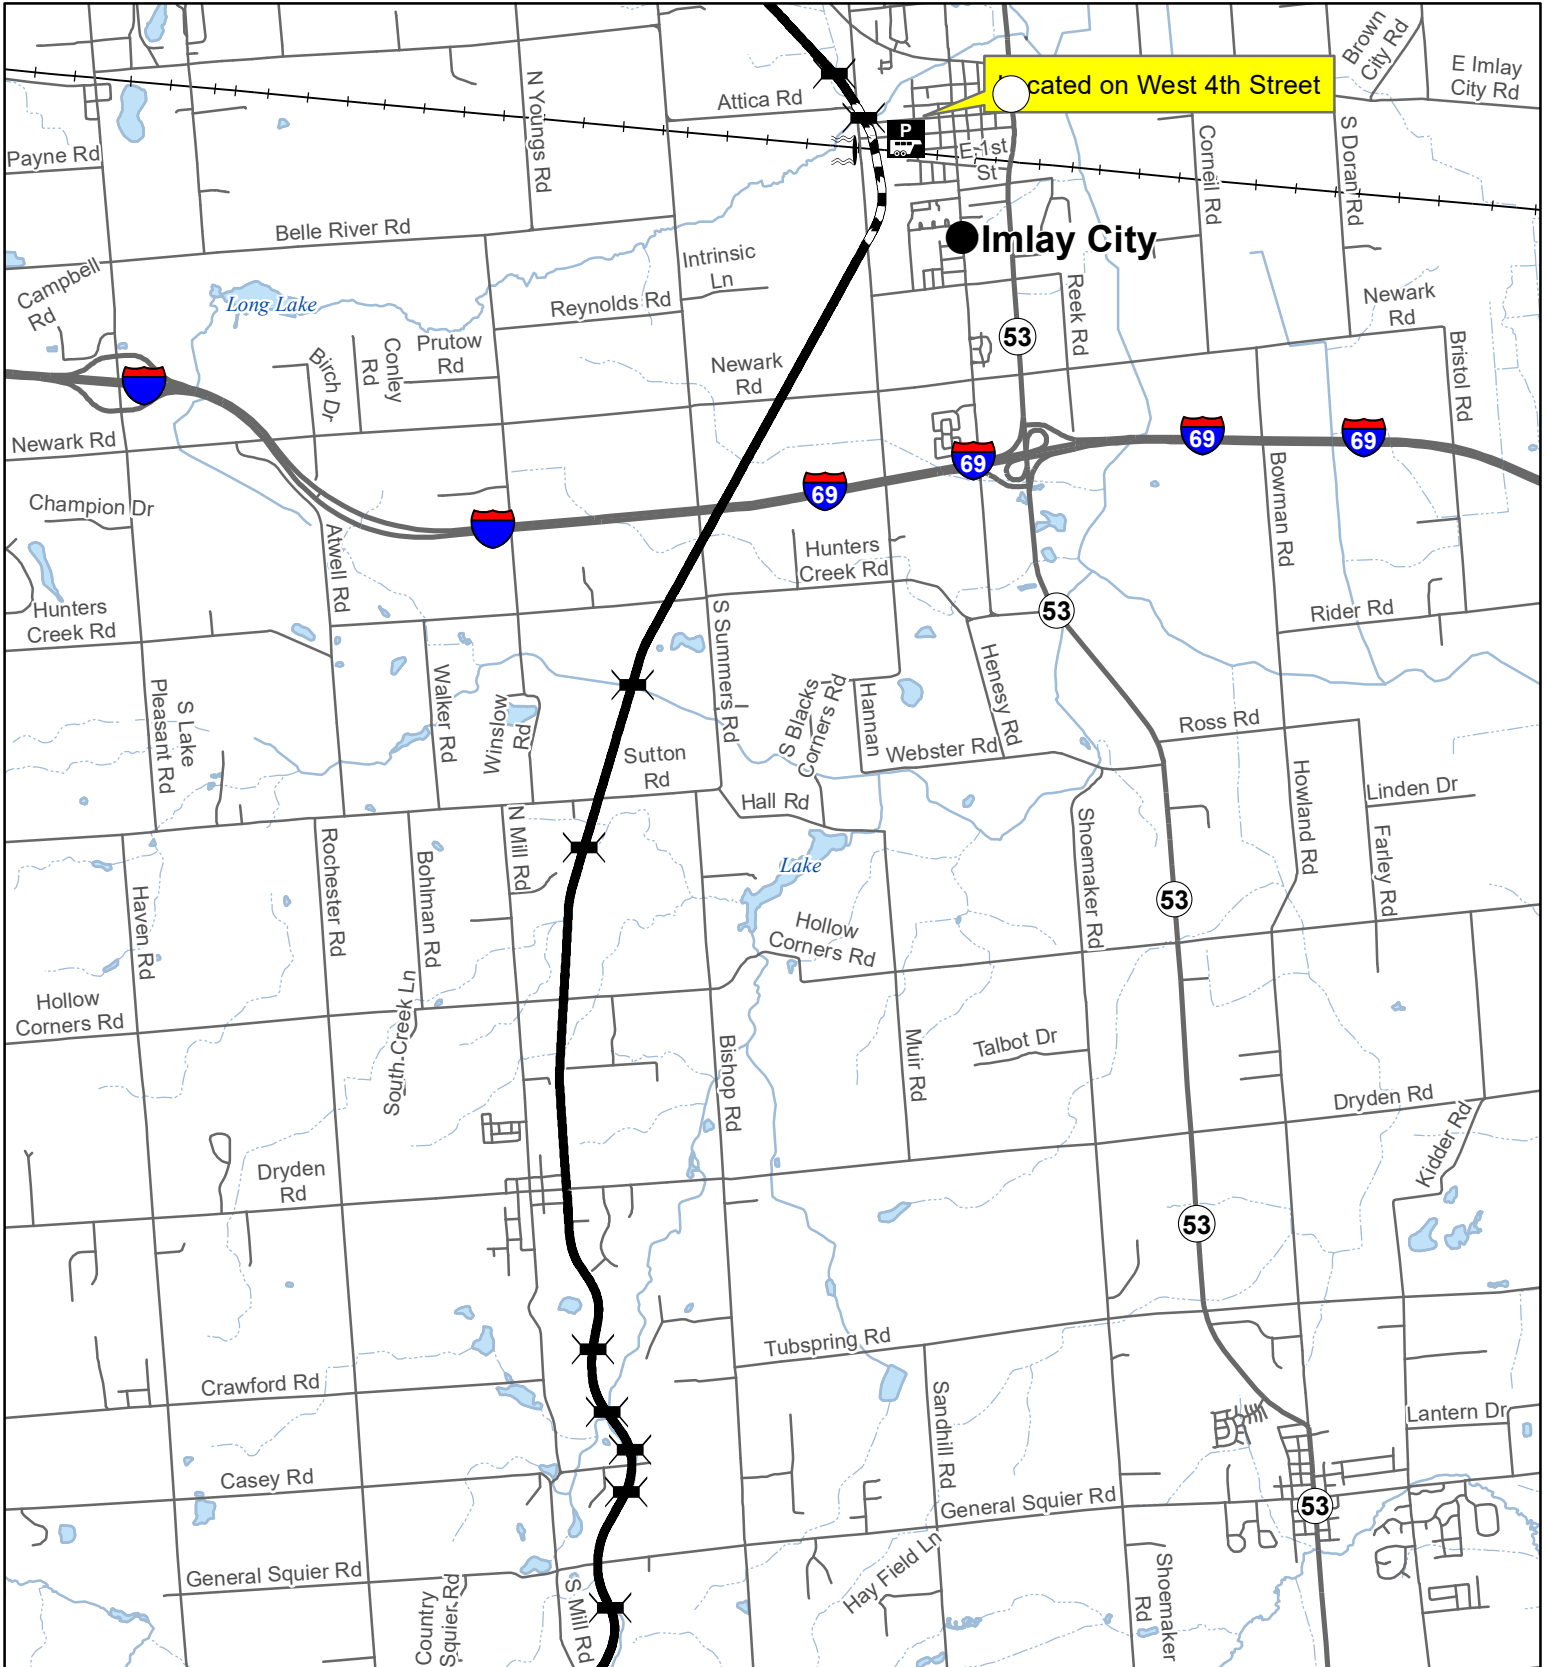 Brown
City Rd
E Imlay
City Rd
N Youngs Rd
Attica Rd
cated on West 4th Street
P
E 1st
St
Payne Rd
Corneil Rd
S Doran Rd
Belle River Rd
Imlay City
Intrinsic
Ln
Campbell
Rd
Long Lake
Reynolds Rd
Reek Rd
Newark
Rd
53
Birch Dr
Conley
Rd
Prutow
Rd
Newark
Rd
Bristol Rd
Newark Rd
69
69
69
69
Bowman Rd
Champion Dr
Atwell Rd
Hunters
Creek Rd
Hunters
Creek Rd
53
Rider Rd
S Summers Rd
S Lake
Pleasant Rd
Walker Rd
Winslow
Rd
S Blacks
Corners Rd
Hannan
Henesy Rd
Ross Rd
Sutton
Rd
Webster Rd
Howland Rd
Linden Dr
Hall Rd
N Mill Rd
Shoemaker Rd
Rochester Rd
Bohlman Rd
Lake
Farley Rd
53
Haven Rd
Hollow
Corners Rd
South Creek Ln
Hollow
Corners Rd
Bishop Rd
Muir Rd
Talbot Dr
Dryden Rd
Kidder Rd
Dryden
Rd
53
Tubspring Rd
Crawford Rd
Sandhill Rd
Lantern Dr
Casey Rd
General Squier Rd
53
General Squier Rd
Hay Field Ln
Country
Squier Rd
S Mill Rd
Shoemaker
Rd